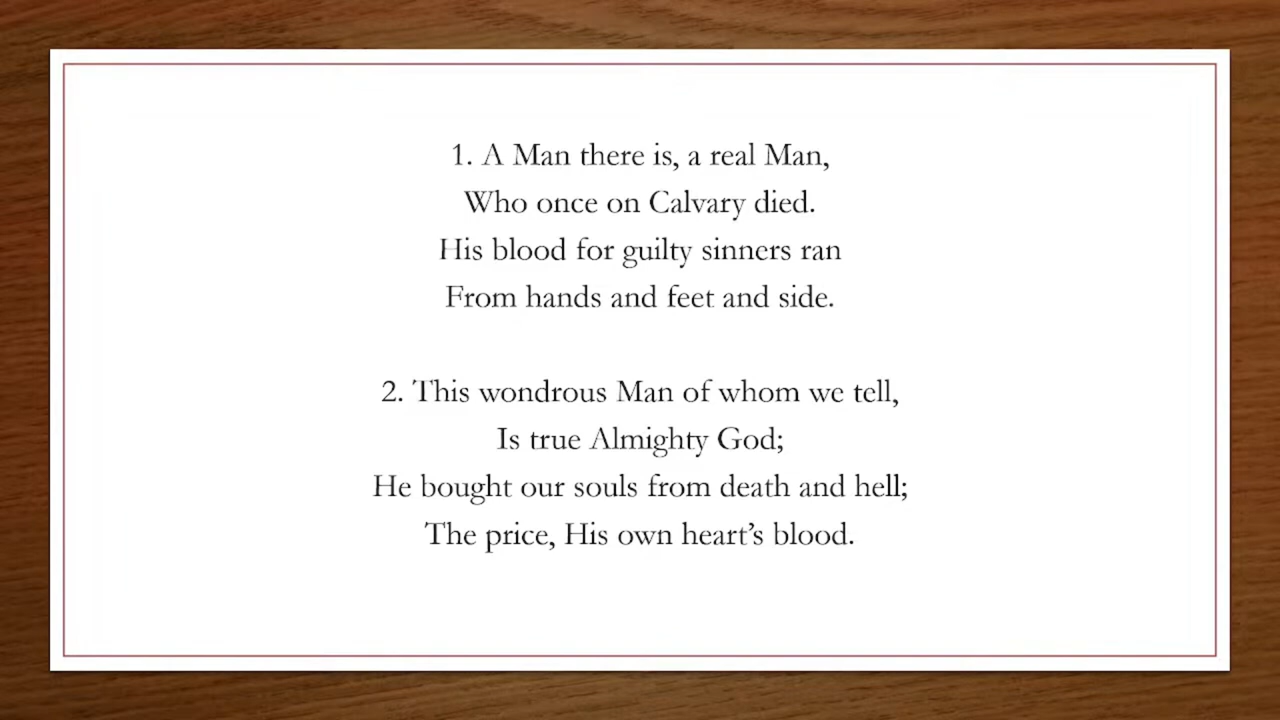 1. A Man there is, a real Man,
Who once on Calvary died.
His blood for guilty sinners ran
From hands and feet and side.
2. This wondrous Man of whom we tell,
Is true Almighty God;
He bought our souls from death and hell;
The price, His own heart’s blood.